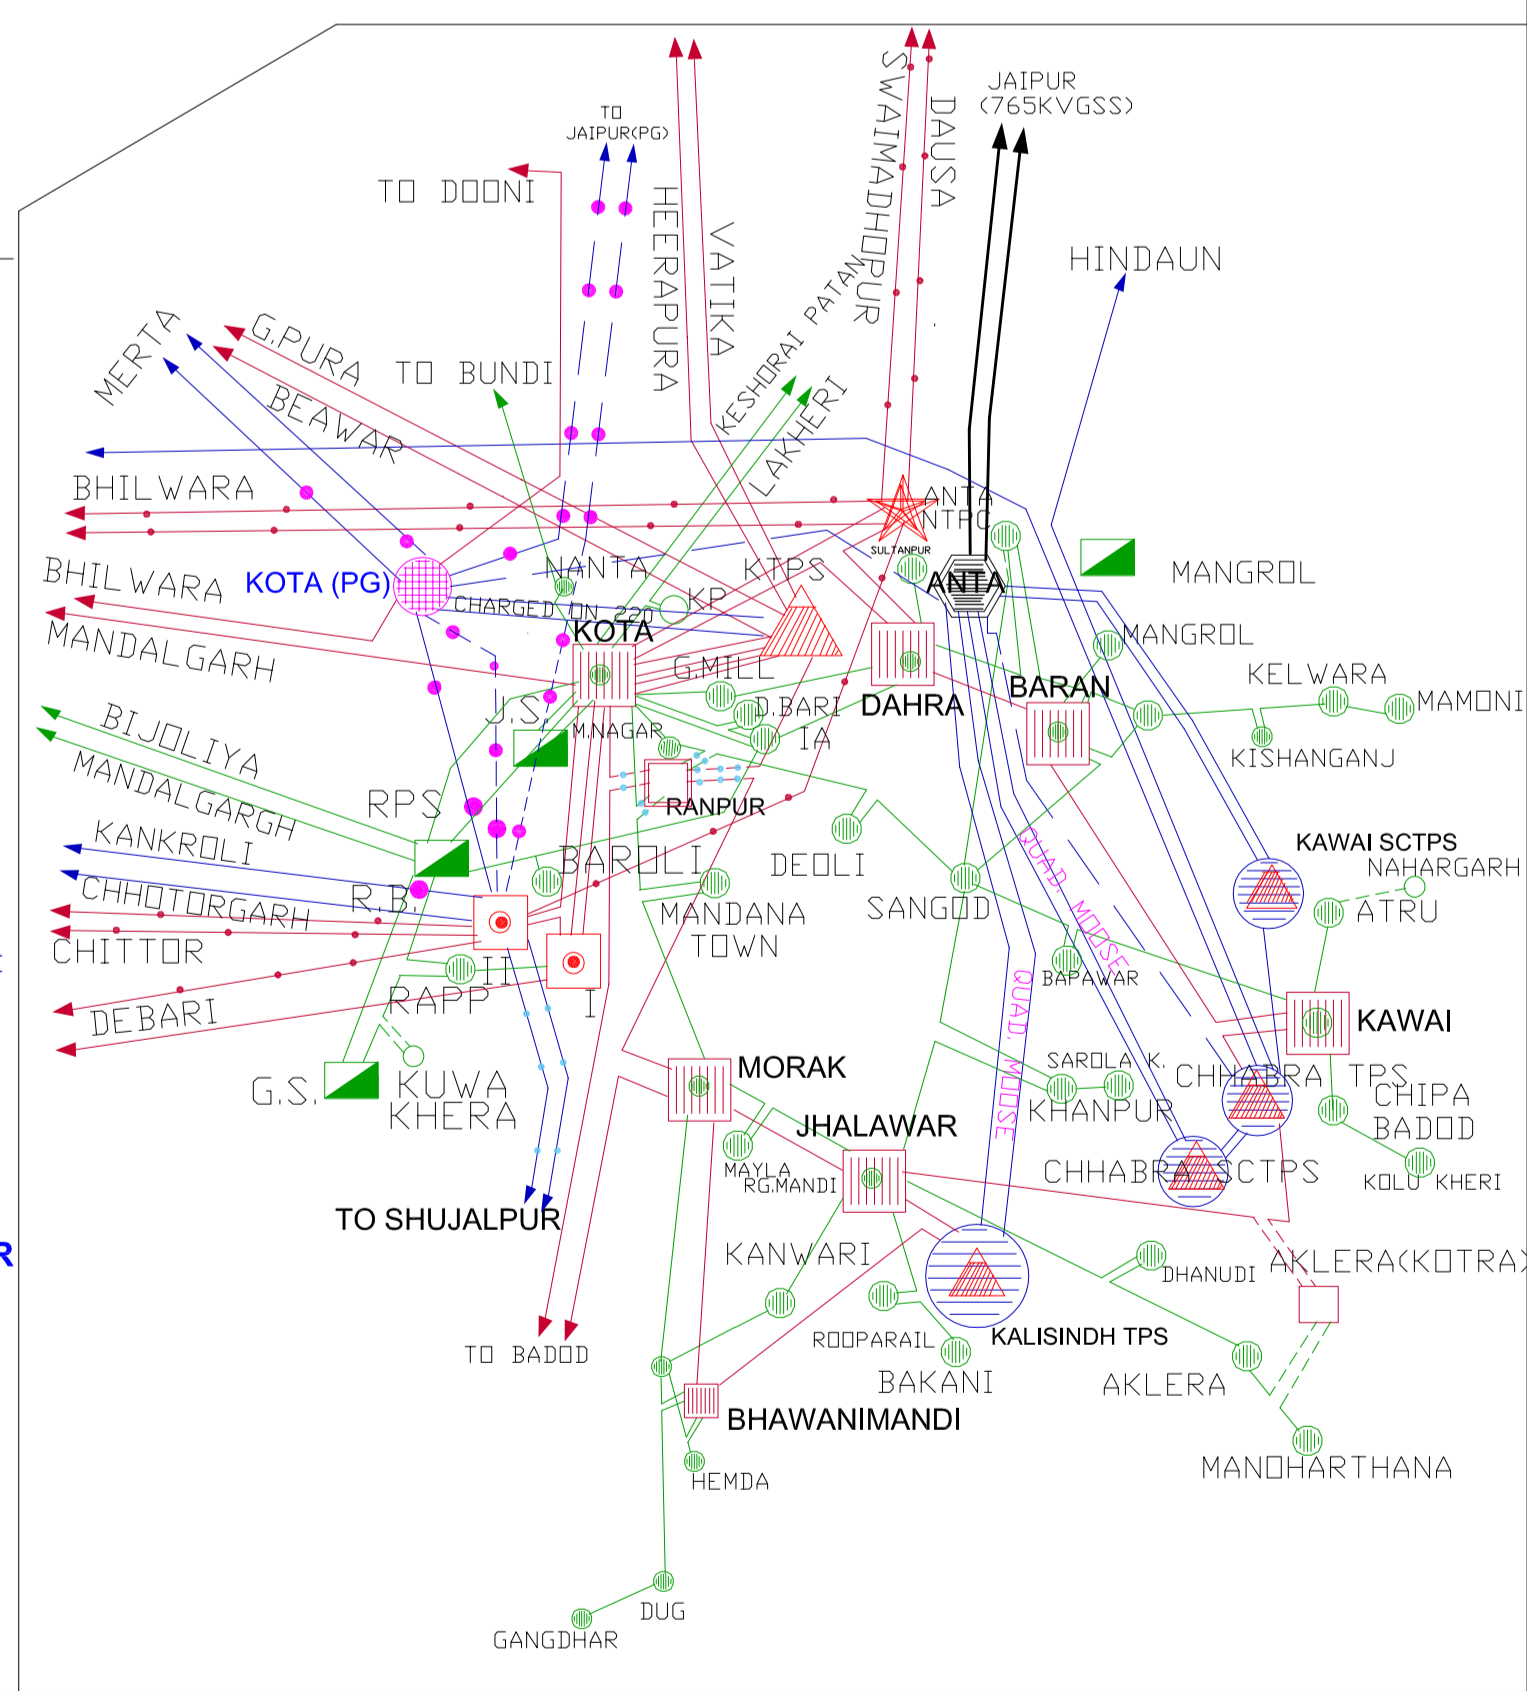 JAIPUR
(765KVGSS)
TO
JAIPUR(PG)
SWAIMADHOPUR
DAUSA
TO DOONI
HEERAPURA
VATIKA
HINDAUN
KESHORAI PATAN
MERTA
G.PURA
TO BUNDI
BEAWAR
LAKHERI
BHILWARA
ANTA
NTPC
SULTANPUR
BHILWARA
KOTA (PG)
NANTA
KTPS
ANTA
MANGROL
CHARGED ON 220
KP
KOTA
MANDALGARH
G.MILL
MANGROL
DAHRA
BARAN
KELWARA
MAMONI
BIJOLIYA
J.S.
M.NAGAR
D.BARI
IA
KISHANGANJ
MANDALGARGH
RPS
RANPUR
KANKROLI
BAROLI
DEOLI
QUAD. MOOSE
KAWAI SCTPS
NAHARGARH
CHHOTORGARH
R.B.
MANDANA
TOWN
SANGOD
ATRU
CHITTOR
II
BAPAWAR
RAPP
I
QUAD. MOOSE
DEBARI
KAWAI
G.S.
KUWA
KHERA
MORAK
SAROLA K.
KHANPUR
CHHABRA TPS
CHIPA
BADOD
JHALAWAR
MAYLA
RG.MANDI
CHHABRA SCTPS
KOLU KHERI
TO SHUJALPUR
R
KANWARI
DHANUDI
AKLERA(KOTRA)
ROOPARAIL
KALISINDH TPS
TO BADOD
BAKANI
AKLERA
BHAWANIMANDI
MANOHARTHANA
HEMDA
DUG
GANGDHAR